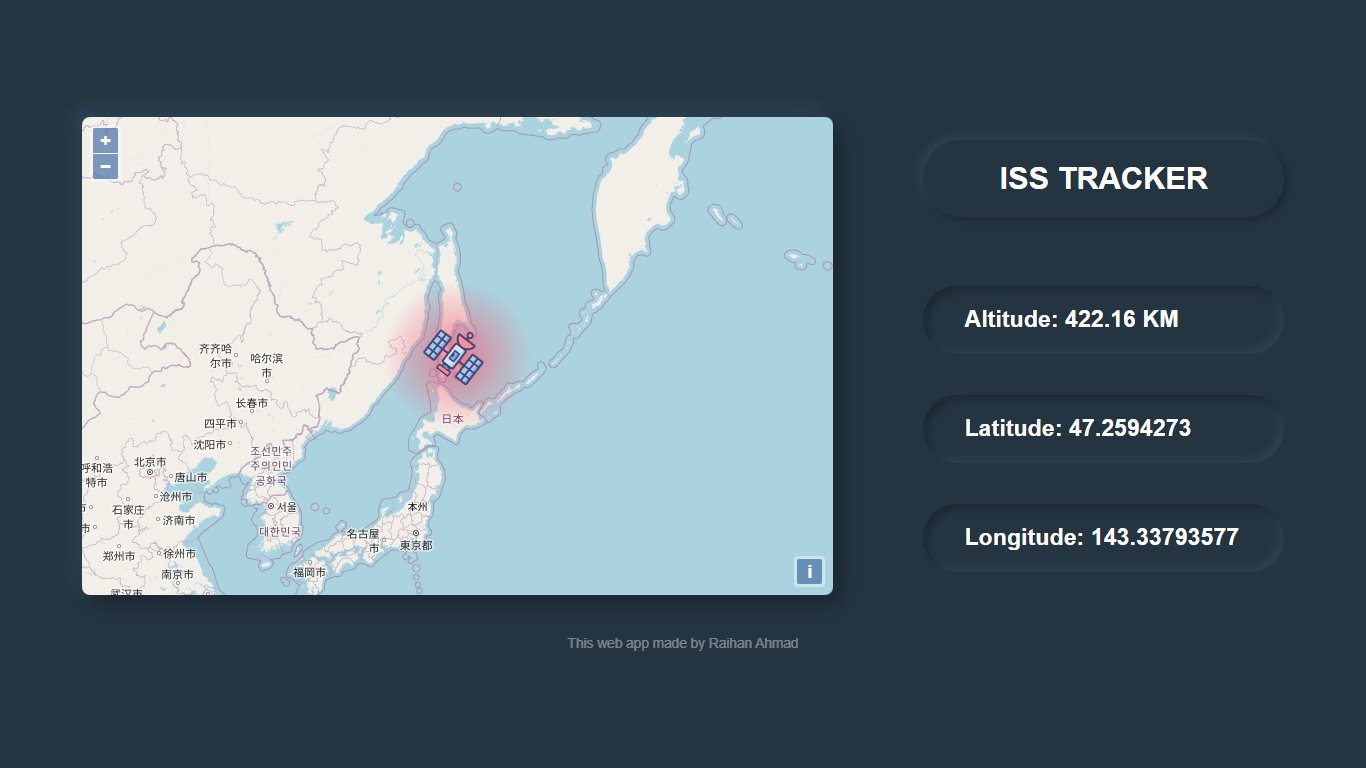 +
−
ISS TRACKER
Altitude: 422.16 KM
Latitude: 47.2594273
Longitude: 143.33793577
齐齐哈
尔市
哈尔滨
市
长春市
四平市
沈阳市
日本
조선민주
주의인민
공화국
北京市
呼和浩
特市
唐山市
沧州市
石家庄
市
济南市
서울
대한민국
本州
名古屋
市
東京都
郑州市
徐州市
南京市
福岡市
武汉市
i
This web app made by Raihan Ahmad